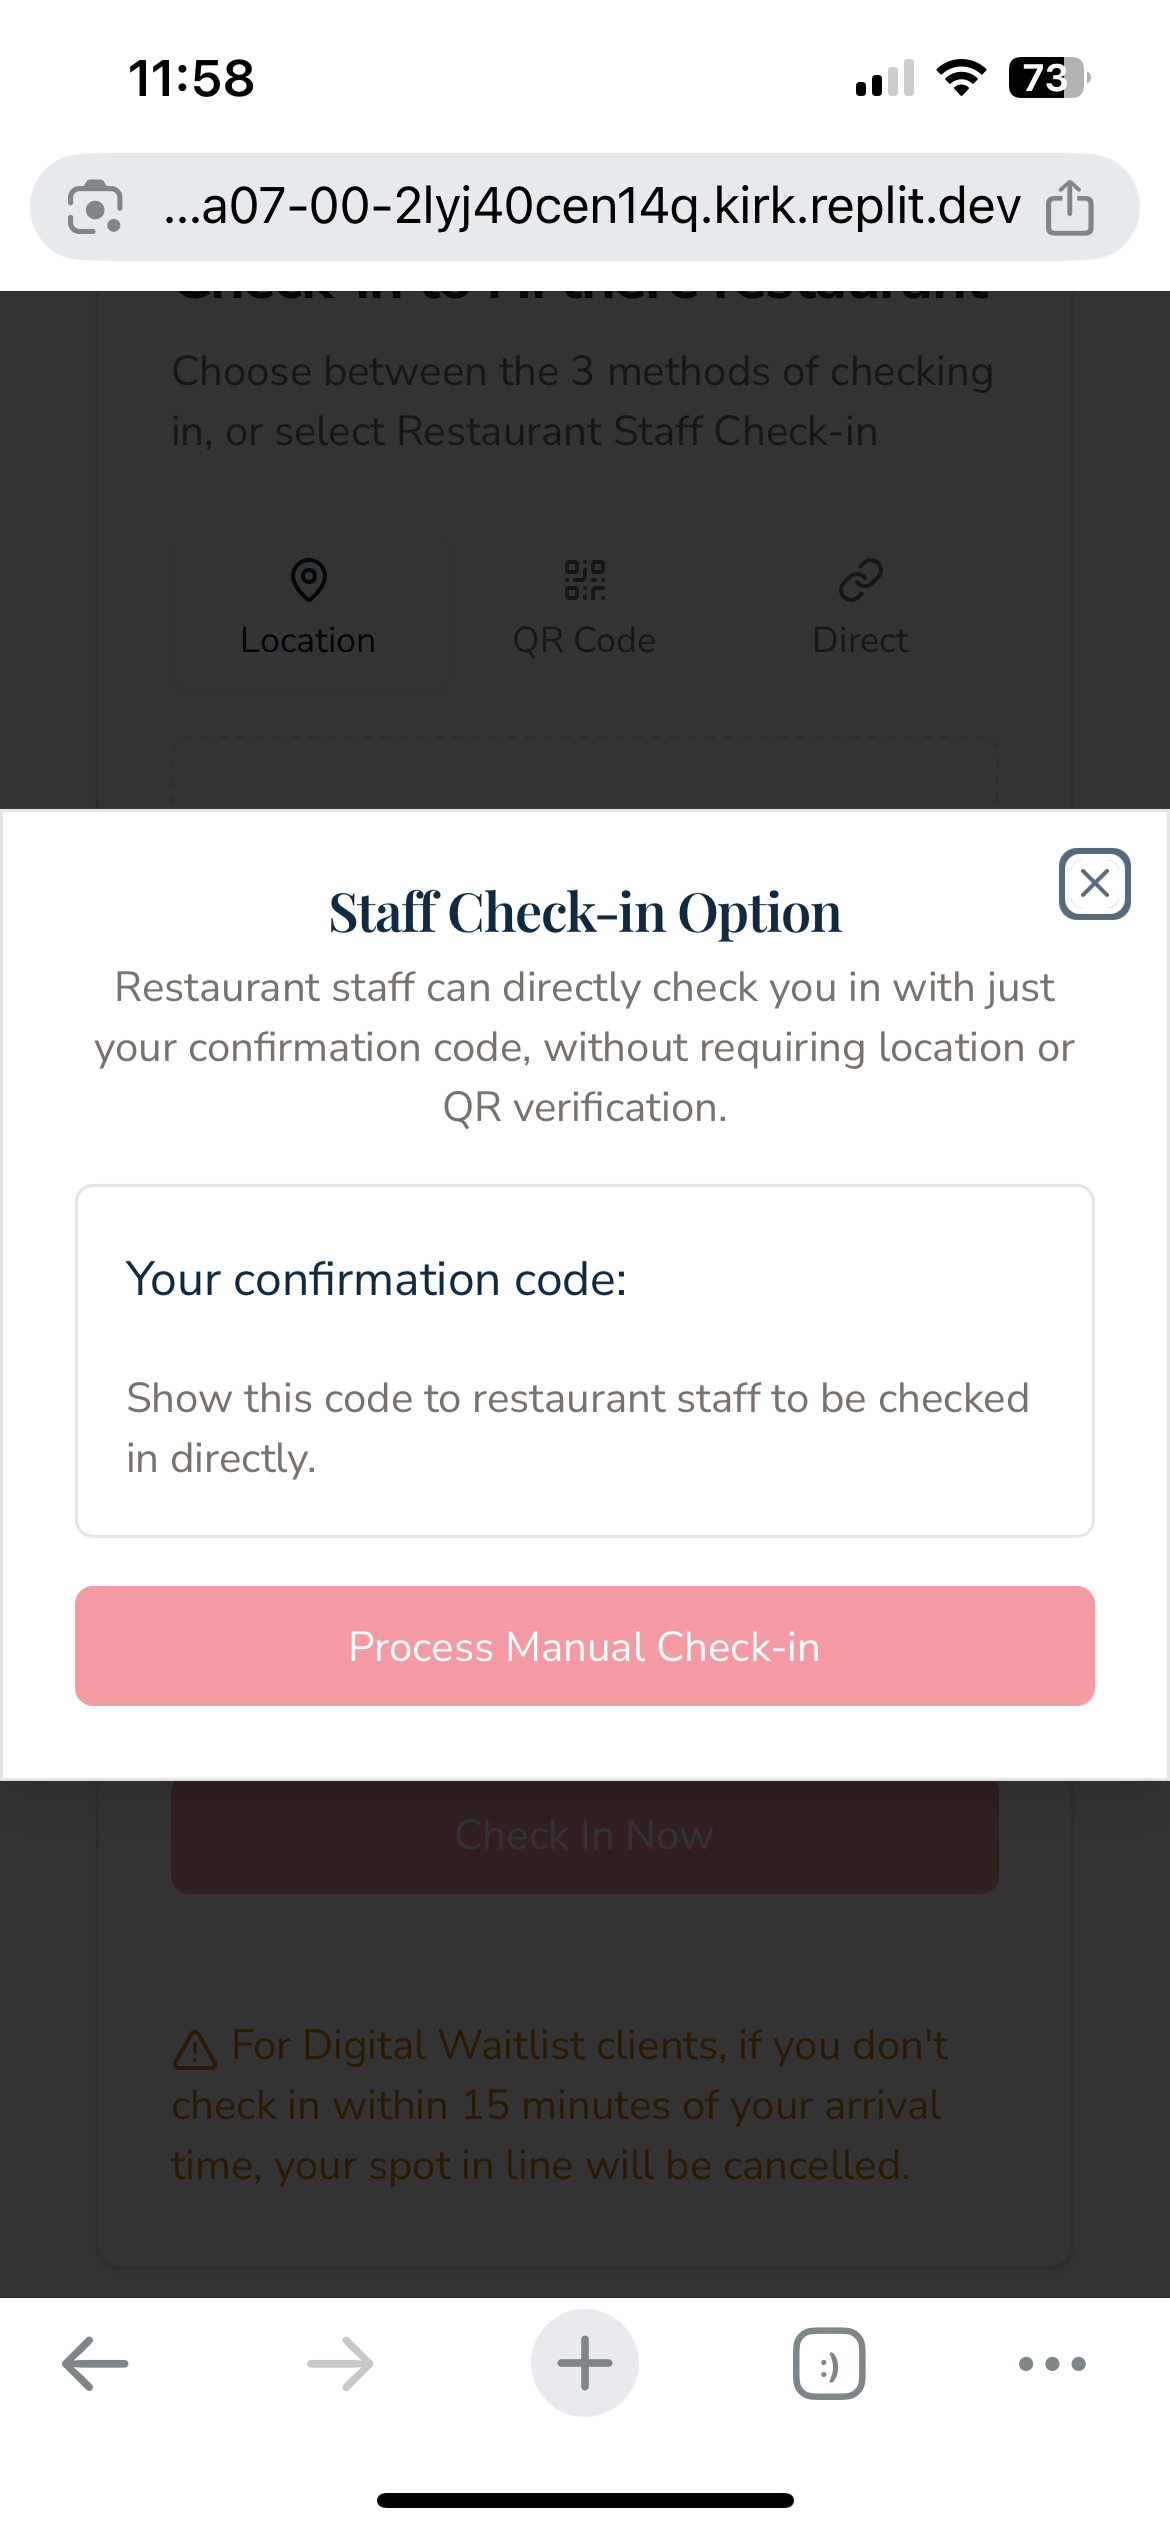 11:58
73
...a07-00-2lyj40cen14q.kirk.replit.dev
Check-in to restaurant
Choose between the 3 methods of checking
in, or select Restaurant Staff Check-in
Location
QR Code
Direct
Staff Check-in Option
Restaurant staff can directly check you in with just
your confirmation code, without requiring location or
QR verification.
Your confirmation code:
Show this code to restaurant staff to be checked
in directly.
Process Manual Check-in
Check In Now
For Digital Waitlist clients, if you don't
check in within 15 minutes of your arrival
time, your spot in line will be cancelled.
:)